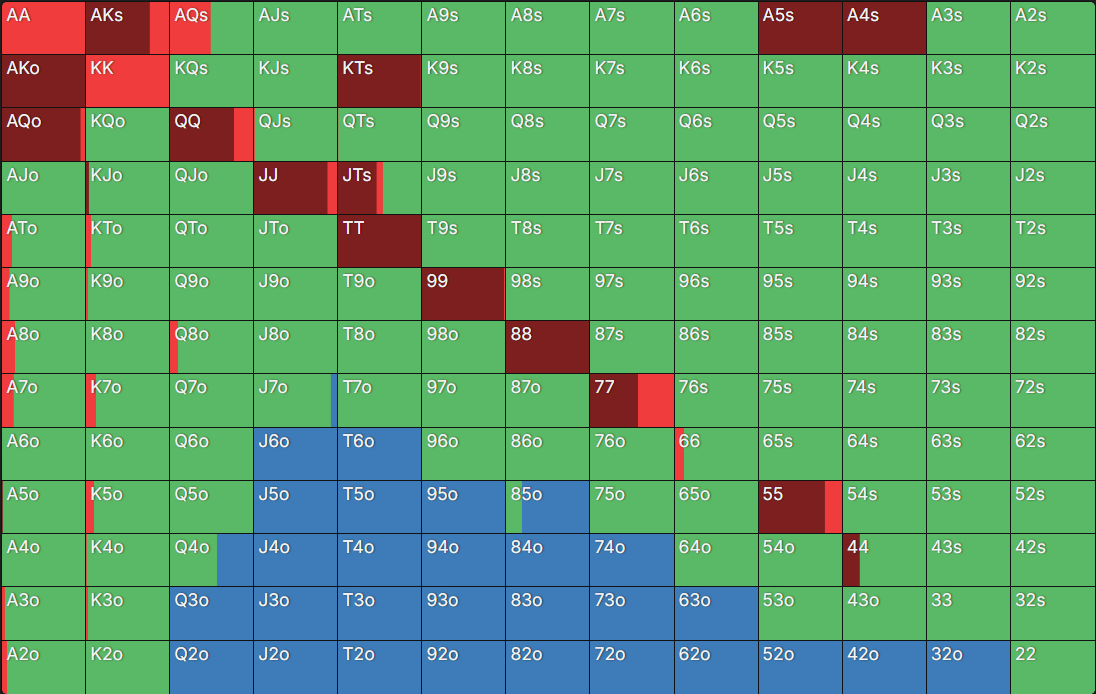 AA AKs AQs AJs ATs A9s A8s A7s A6s A5s A4s A3s A2s
AKo KK KQs KJs KTs K9s K8s K7s K6s K5s K4s K3s K2s
AQo KQo QQ QJs QTs Q9s Q8s Q7s Q6s Q5s Q4s Q3s Q2s
AJo KJo QJo JJ JTs J9s J8s J7s J6s J5s J4s J3s J2s
ATo KTo QTo JTo TT T9s T8s T7s T6s T5s T4s T3s T2s
A9o K9o Q9o J9o T9o 99 98s 97s 96s 95s 94s 93s 92s
A8o K8o Q8o J8o T8o 98o 88 87s 86s 85s 84s 83s 82s
A7o K7o Q7o J7o T7o 97o 87o 77 76s 75s 74s 73s 72s
A6o K6o Q6o J6o T6o 96o 86o 76o 66 65s 64s 63s 62s
A5o K5o Q5o J5o T5o 95o 85o 75o 65o 55 54s 53s 52s
A4o K4o Q4o J4o T4o 94o 84o 74o 64o 54o 44 43s 42s
A3o K3o Q3o J3o T3o 93o 83o 73o 63o 53o 43o 33 32s
A2o K2o Q2o J2o T2o 92o 82o 72o 62o 52o 42o 32o 22